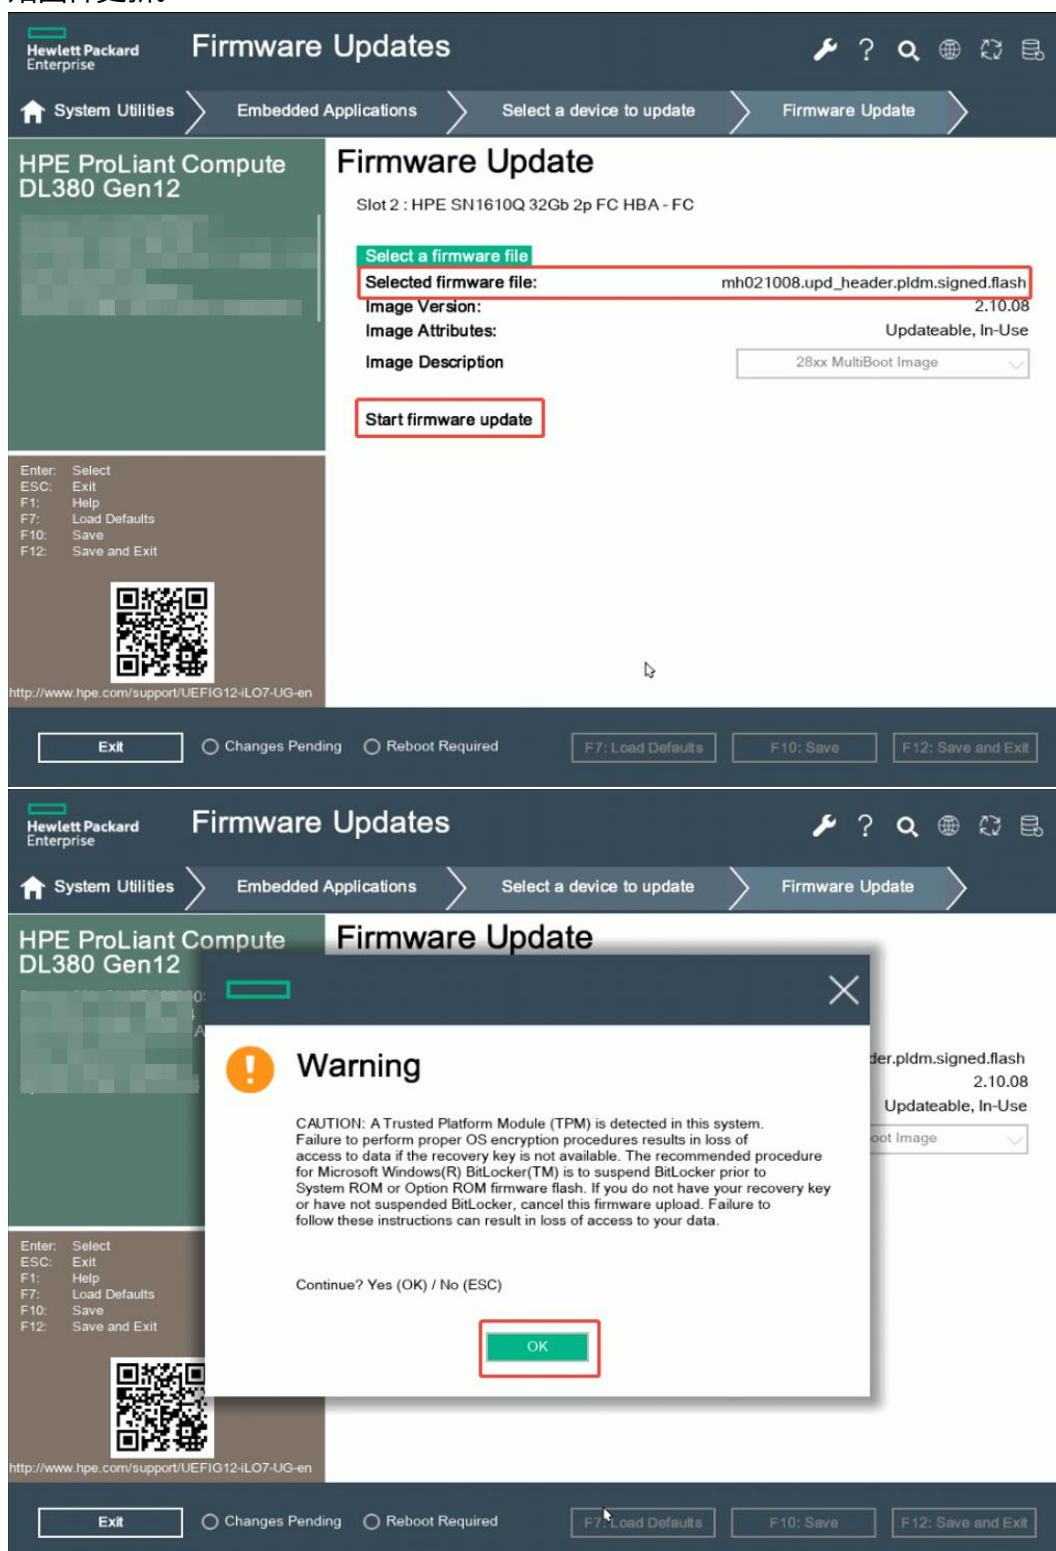 Hewlett Packard
Enterprise
Firmware Updates
System Utilities
Embedded Applications
Select a device to update
Firmware Update
HPE ProLiant Compute
DL380 Gen12
Firmware Update
Slot 2 : HPE SN1610Q 32Gb 2p FC HBA - FC
Select a firmware file
Selected firmware file: mh021008.upd_header.pldm.signed.flash
Image Version: 2.10.08
Image Attributes: Updateable, In-Use
Image Description 28xx MultiBoot Image
Start firmware update
Enter: Select
ESC: Exit
F1: Help
F7: Load Defaults
F10: Save
F12: Save and Exit
http://www.hpe.com/support/UEFIG12-iLO7-UG-en
Exit
Changes Pending
Reboot Required
F7: Load Defaults
F10: Save
F12: Save and Exit
Hewlett Packard
Enterprise
Firmware Updates
System Utilities
Embedded Applications
Select a device to update
Firmware Update
HPE ProLiant Compute
DL380 Gen12
Firmware Update
der.pldm.signed.flash
2.10.08
Updateable, In-Use
oot Image
Warning
CAUTION: A Trusted Platform Module (TPM) is detected in this system.
Failure to perform proper OS encryption procedures results in loss of
access to data if the recovery key is not available. The recommended procedure
for Microsoft Windows(R) BitLocker(TM) is to suspend BitLocker prior to
System ROM or Option ROM firmware flash. If you do not have your recovery key
or have not suspended BitLocker, cancel this firmware upload. Failure to
follow these instructions can result in loss of access to your data.
Continue? Yes (OK) / No (ESC)
OK
Enter: Select
ESC: Exit
F1: Help
F7: Load Defaults
F10: Save
F12: Save and Exit
http://www.hpe.com/support/UEFIG12-iLO7-UG-en
Exit
Changes Pending
Reboot Required
F7: Load Defaults
F10: Save
F12: Save and Exit